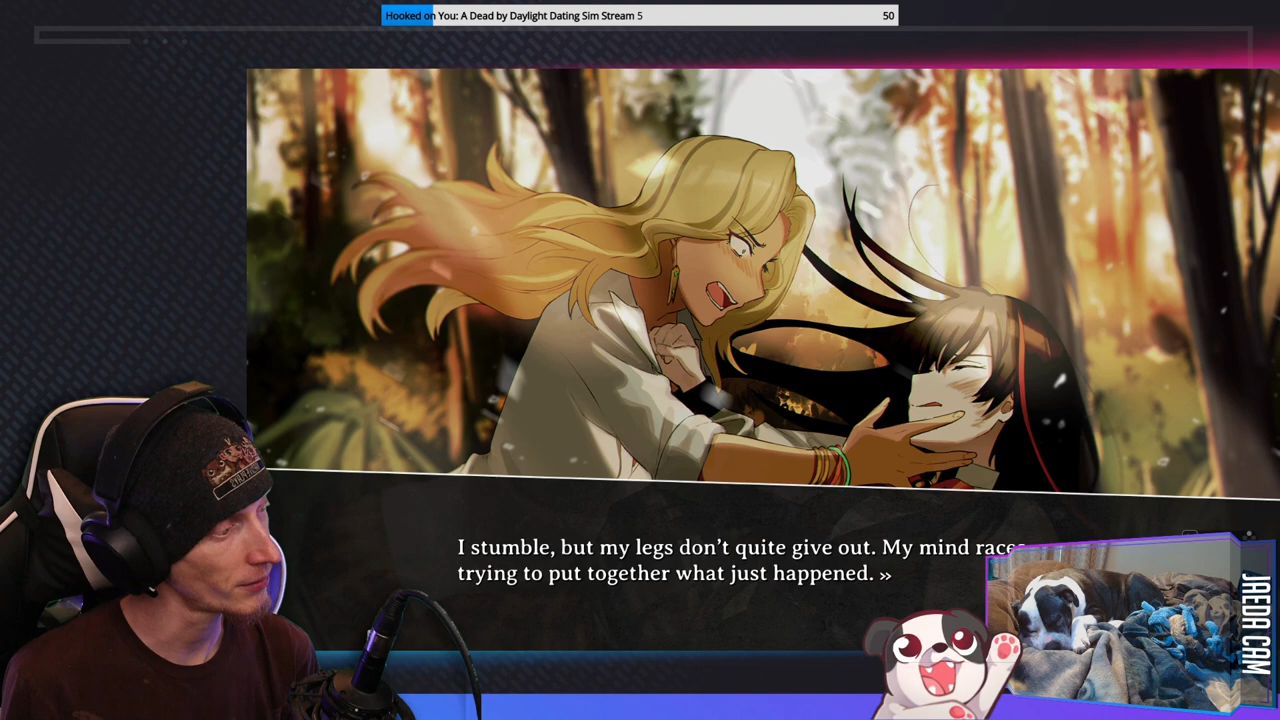 Hooked on You: A Dead by Daylight Dating Sim Stream 5
50
I stumble, but my legs don't quite give out. My mind races
trying to put together what just happened. »
JAEDA CAM